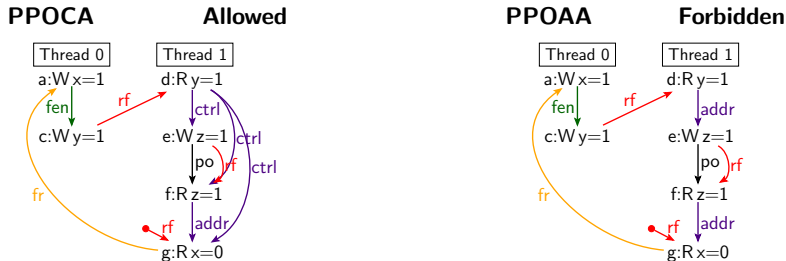 PPOCA Allowed
Thread 0 Thread 1
a:W x=1 d:R y=1
fen rf ctrl
c:W y=1 ctrl ctrl
e:W z=1
po rf
f:R z=1
fr addr
rf
g:R x=0
PPOAA Forbidden
Thread 0 Thread 1
a:W x=1 d:R y=1
fen rf addr
c:W y=1 e:W z=1
po rf
f:R z=1
fr addr
rf
g:R x=0